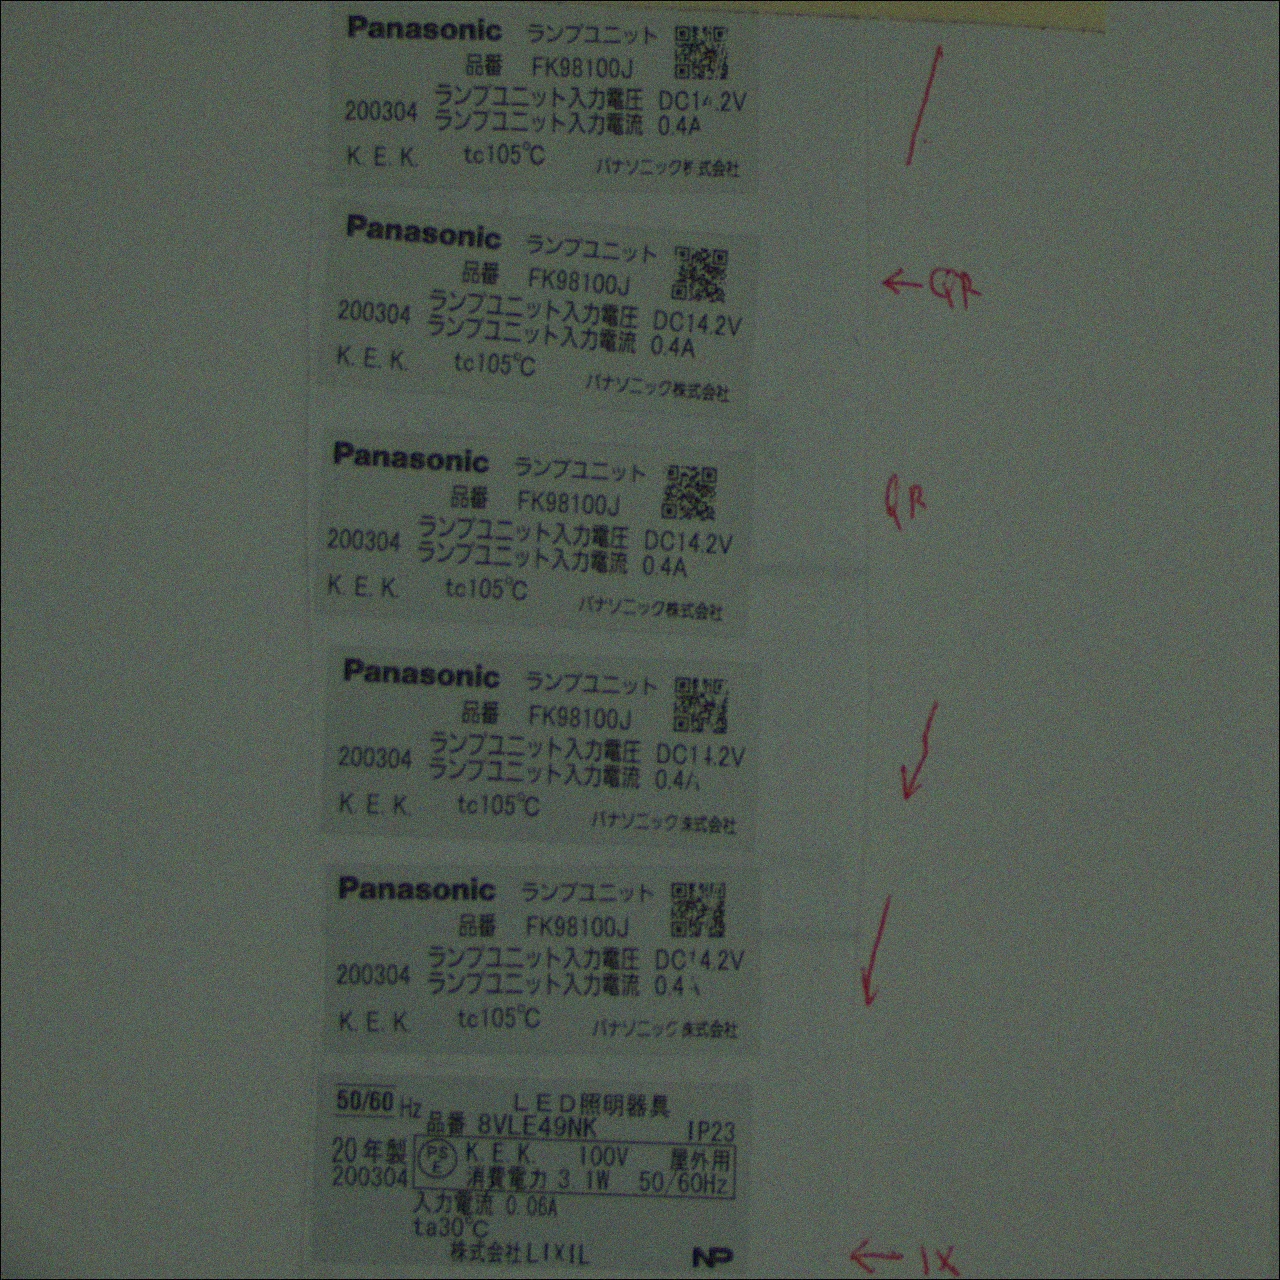 Panasonic ランプユニット
品番 FK98100J
ランプユニット入力電圧 DC14.2V
200304 ランプユニット入力電流 0.4A
K.E.K. tc105℃ パナソニック株式会社
Panasonic ランプユニット
← QR
品番 FK98100J
ランプユニット入力電圧 DC14.2V
200304 ランプユニット入力電流 0.4A
K.E.K. tc105℃ パナソニック株式会社
Panasonic ランプユニット
QR
品番 FK98100J
ランプユニット入力電圧 DC14.2V
200304 ランプユニット入力電流 0.4A
K.E.K. tc105℃ パナソニック株式会社
Panasonic ランプユニット
品番 FK98100J
ランプユニット入力電圧 DC14.2V
200304 ランプユニット入力電流 0.4A
K.E.K. tc105℃ パナソニック株式会社
Panasonic ランプユニット
品番 FK98100J
ランプユニット入力電圧 DC14.2V
200304 ランプユニット入力電流 0.4A
K.E.K. tc105℃ パナソニック株式会社
50/60 Hz LED照明器具
品番 8VLE49NK IP23
20年製 PSE K.E.K. 100V 屋外用
200304 消費電力 3.1W 50/60Hz
入力電流 0.06A
ta30℃
株式会社LIXIL NP
← IX